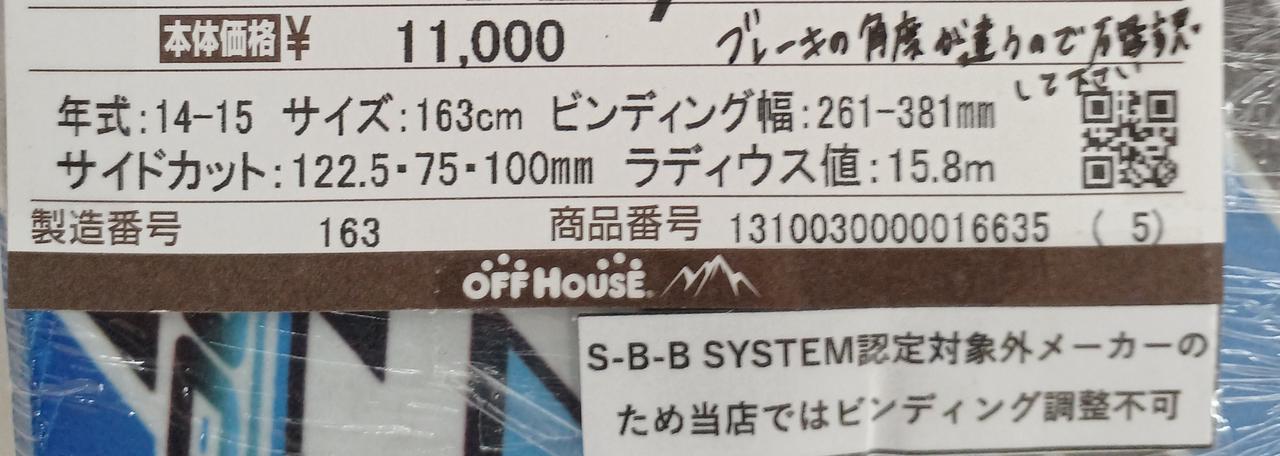 本体価格 ¥ 11,000 ブレーキの角度が違うので万確認
して下さい
年式:14-15 サイズ:163cm ビンディング幅:261-381mm
サイドカット:122.5・75・100mm ラディウス値:15.8m
製造番号 163 商品番号 1310030000016635 ( 5)
OFF HOUSE.
S-B-B SYSTEM認定対象外メーカーの
ため当店ではビンディング調整不可